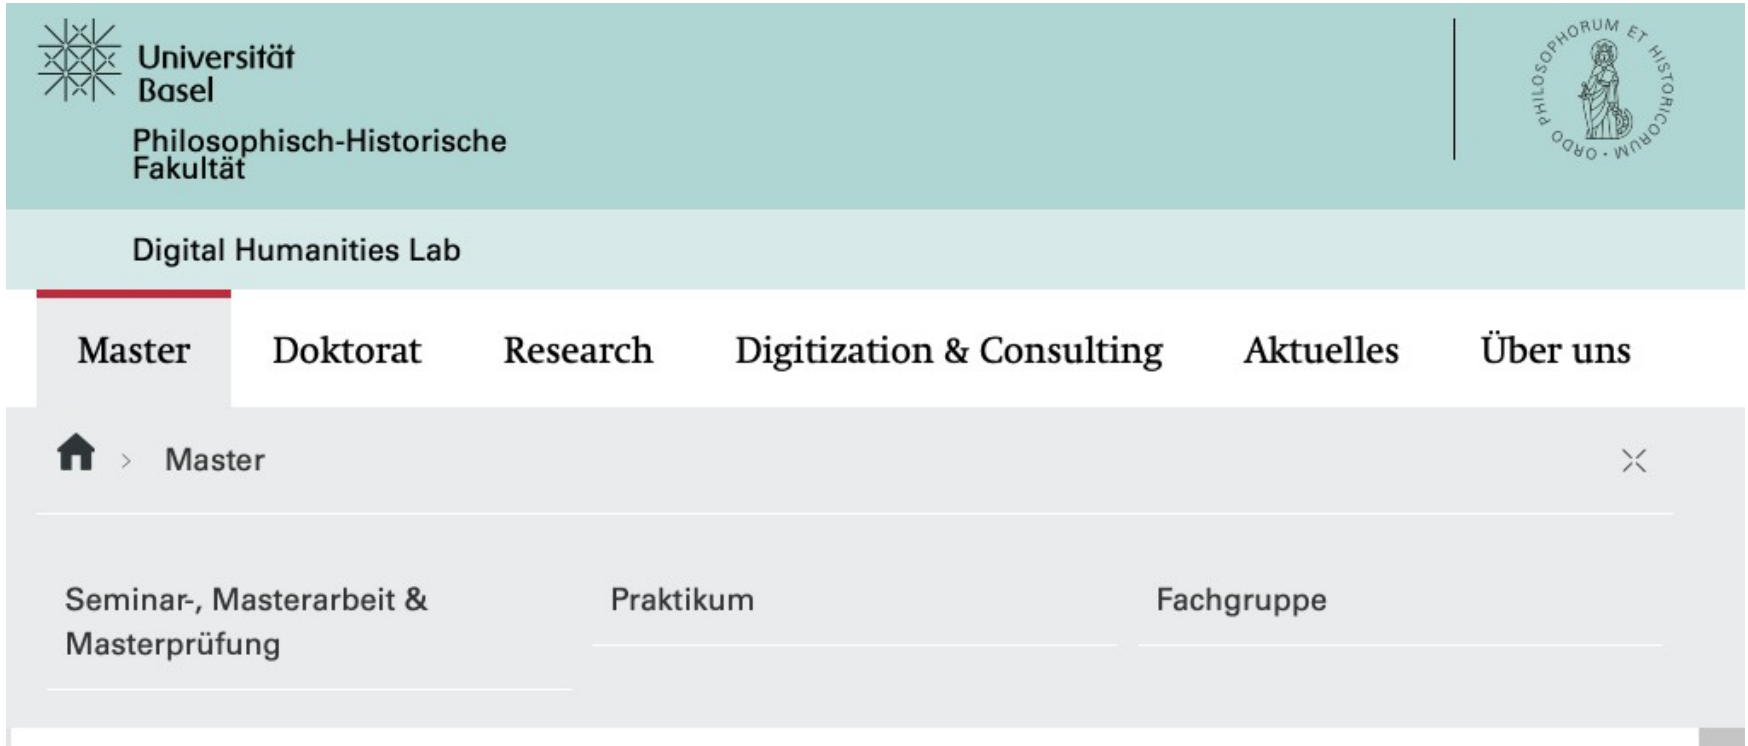 Universität
Basel
Philosophisch-Historische
Fakultät
ORDO PHILOSOPHORUM ET HISTORICORUM ·
Digital Humanities Lab
Master Doktorat Research Digitization & Consulting Aktuelles Über uns
> Master
Seminar-, Masterarbeit & Praktikum Fachgruppe
Masterprüfung